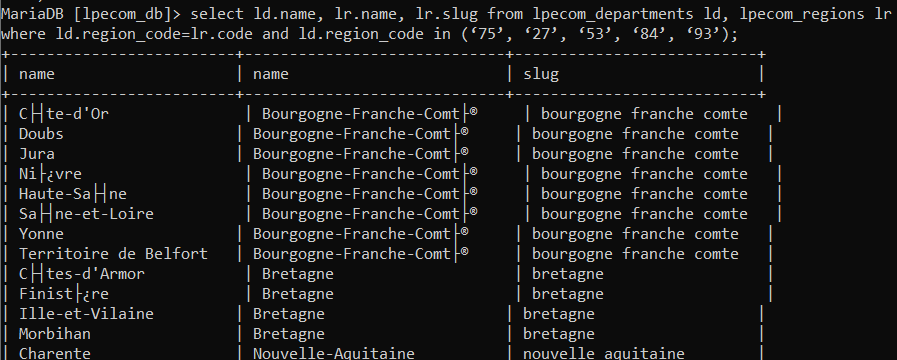 MariaDB [lpecom_db]> select ld.name, lr.name, lr.slug from lpecom_departments ld, lpecom_regions lr
where ld.region_code=lr.code and ld.region_code in (‘75’, ‘27’, ‘53’, ‘84’, ‘93’);
+-------------------------+----------------------------+---------------------------+
| name                    | name                       | slug                      |
+-------------------------+----------------------------+---------------------------+
| C├┤te-d'Or              | Bourgogne-Franche-Comt├®     | bourgogne franche comte   |
| Doubs                   | Bourgogne-Franche-Comt├®     | bourgogne franche comte   |
| Jura                    | Bourgogne-Franche-Comt├®     | bourgogne franche comte   |
| Ni├¿vre                 | Bourgogne-Franche-Comt├®     | bourgogne franche comte   |
| Haute-Sa├┤ne            | Bourgogne-Franche-Comt├®     | bourgogne franche comte   |
| Sa├┤ne-et-Loire         | Bourgogne-Franche-Comt├®     | bourgogne franche comte   |
| Yonne                   | Bourgogne-Franche-Comt├®     | bourgogne franche comte   |
| Territoire de Belfort   | Bourgogne-Franche-Comt├®     | bourgogne franche comte   |
| C├┤tes-d'Armor          | Bretagne                   | bretagne                  |
| Finist├¿re              | Bretagne                   | bretagne                  |
| Ille-et-Vilaine         | Bretagne                   | bretagne                  |
| Morbihan                | Bretagne                   | bretagne                  |
| Charente                | Nouvelle-Aquitaine         | nouvelle aquitaine        |